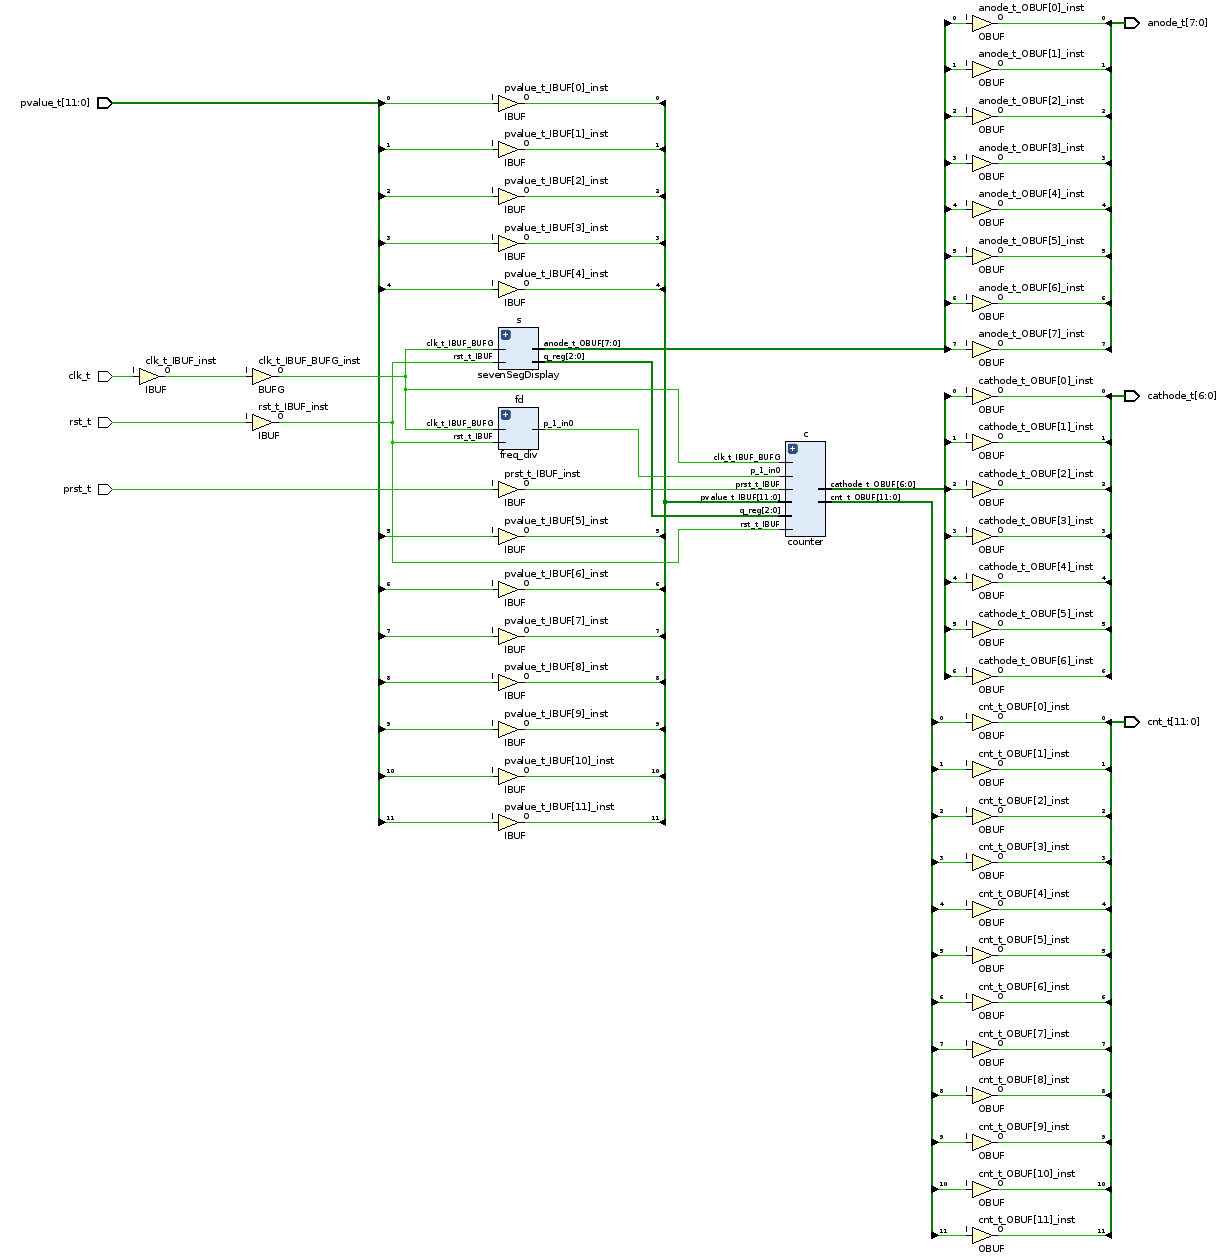 pvalue_t[11:0]
0
I
pvalue_t_IBUF[0]_inst
O
IBUF
0
1
I
pvalue_t_IBUF[1]_inst
O
IBUF
1
2
I
pvalue_t_IBUF[2]_inst
O
IBUF
2
3
I
pvalue_t_IBUF[3]_inst
O
IBUF
3
4
I
pvalue_t_IBUF[4]_inst
O
IBUF
4
s
clk_t_IBUF_BUFG
rst_t_IBUF
anode_t_OBUF[7:0]
q_reg[2:0]
sevenSegDisplay
clk_t
I
clk_t_IBUF_inst
O
IBUF
I
clk_t_IBUF_BUFG_inst
O
BUFG
rst_t
I
rst_t_IBUF_inst
O
IBUF
fd
clk_t_IBUF_BUFG
rst_t_IBUF
p_1_in0
freq_div
prst_t
I
prst_t_IBUF_inst
O
IBUF
5
I
pvalue_t_IBUF[5]_inst
O
IBUF
5
6
I
pvalue_t_IBUF[6]_inst
O
IBUF
6
7
I
pvalue_t_IBUF[7]_inst
O
IBUF
7
8
I
pvalue_t_IBUF[8]_inst
O
IBUF
8
9
I
pvalue_t_IBUF[9]_inst
O
IBUF
9
10
I
pvalue_t_IBUF[10]_inst
O
IBUF
10
11
I
pvalue_t_IBUF[11]_inst
O
IBUF
11
c
clk_t_IBUF_BUFG
p_1_in0
prst_t_IBUF
pvalue_t_IBUF[11:0]
q_reg[2:0]
rst_t_IBUF
cathode_t_OBUF[6:0]
cnt_t_OBUF[11:0]
counter
0
I
anode_t_OBUF[0]_inst
O
OBUF
0
anode_t[7:0]
1
I
anode_t_OBUF[1]_inst
O
OBUF
1
2
I
anode_t_OBUF[2]_inst
O
OBUF
2
3
I
anode_t_OBUF[3]_inst
O
OBUF
3
4
I
anode_t_OBUF[4]_inst
O
OBUF
4
5
I
anode_t_OBUF[5]_inst
O
OBUF
5
6
I
anode_t_OBUF[6]_inst
O
OBUF
6
7
I
anode_t_OBUF[7]_inst
O
OBUF
7
0
I
cathode_t_OBUF[0]_inst
O
OBUF
0
cathode_t[6:0]
1
I
cathode_t_OBUF[1]_inst
O
OBUF
1
2
I
cathode_t_OBUF[2]_inst
O
OBUF
2
3
I
cathode_t_OBUF[3]_inst
O
OBUF
3
4
I
cathode_t_OBUF[4]_inst
O
OBUF
4
5
I
cathode_t_OBUF[5]_inst
O
OBUF
5
6
I
cathode_t_OBUF[6]_inst
O
OBUF
6
0
I
cnt_t_OBUF[0]_inst
O
OBUF
0
cnt_t[11:0]
1
I
cnt_t_OBUF[1]_inst
O
OBUF
1
2
I
cnt_t_OBUF[2]_inst
O
OBUF
2
3
I
cnt_t_OBUF[3]_inst
O
OBUF
3
4
I
cnt_t_OBUF[4]_inst
O
OBUF
4
5
I
cnt_t_OBUF[5]_inst
O
OBUF
5
6
I
cnt_t_OBUF[6]_inst
O
OBUF
6
7
I
cnt_t_OBUF[7]_inst
O
OBUF
7
8
I
cnt_t_OBUF[8]_inst
O
OBUF
8
9
I
cnt_t_OBUF[9]_inst
O
OBUF
9
10
I
cnt_t_OBUF[10]_inst
O
OBUF
10
11
I
cnt_t_OBUF[11]_inst
O
OBUF
11